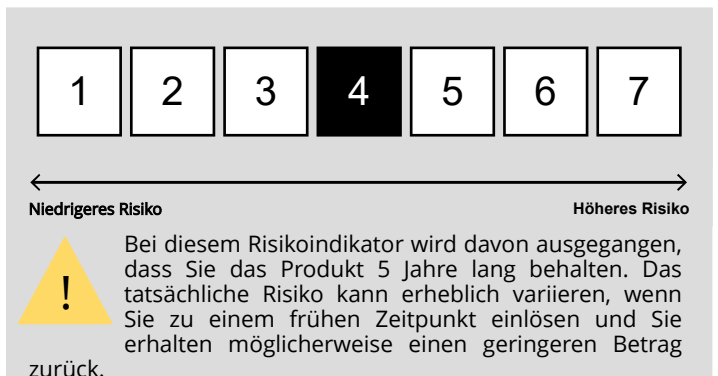 1 2 3 4 5 6 7
Niedrigeres Risiko Höheres Risiko
! Bei diesem Risikoindikator wird davon ausgegangen,
dass Sie das Produkt 5 Jahre lang behalten. Das
tatsächliche Risiko kann erheblich variieren, wenn
Sie zu einem frühen Zeitpunkt einlösen und Sie
erhalten möglicherweise einen geringeren Betrag
zurück.